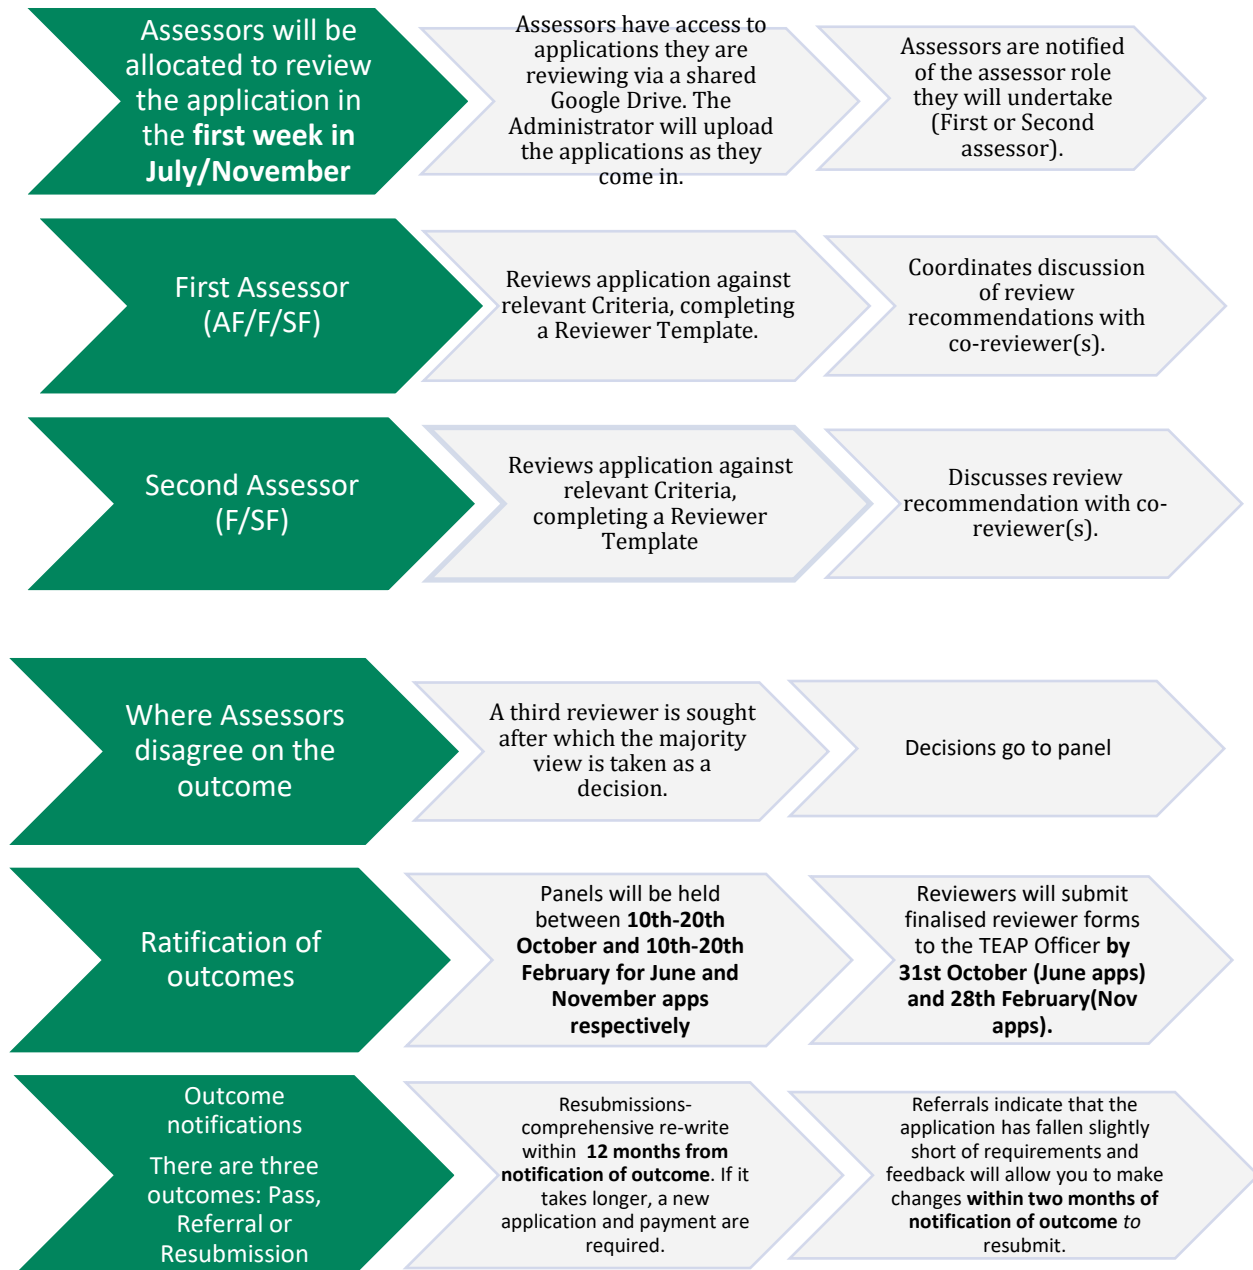 Assessors will be
allocated to review
the application in
the first week in
July/November
Assessors have access to
applications they are
reviewing via a shared
Google Drive. The
Administrator will upload
the applications as they
come in.
Assessors are notified
of the assessor role
they will undertake
(First or Second
assessor).
First Assessor
(AF/F/SF)
Reviews application against
relevant Criteria, completing
a Reviewer Template.
Coordinates discussion
of review
recommendations with
co-reviewer(s).
Second Assessor
(F/SF)
Reviews application against
relevant Criteria,
completing a Reviewer
Template
Discusses review
recommendation with co-
reviewer(s).
Where Assessors
disagree on the
outcome
A third reviewer is sought
after which the majority
view is taken as a
decision.
Decisions go to panel
Ratification of
outcomes
Panels will be held
between 10th-20th
October and 10th-20th
February for June and
November apps
respectively
Reviewers will submit
finalised reviewer forms
to the TEAP Officer by
31st October (June apps)
and 28th February(Nov
apps).
Outcome
notifications
There are three
outcomes: Pass,
Referral or
Resubmission
Resubmissions-
comprehensive re-write
within 12 months from
notification of outcome. If it
takes longer, a new
application and payment are
required.
Referrals indicate that the
application has fallen slightly
short of requirements and
feedback will allow you to make
changes within two months of
notification of outcome to
resubmit.